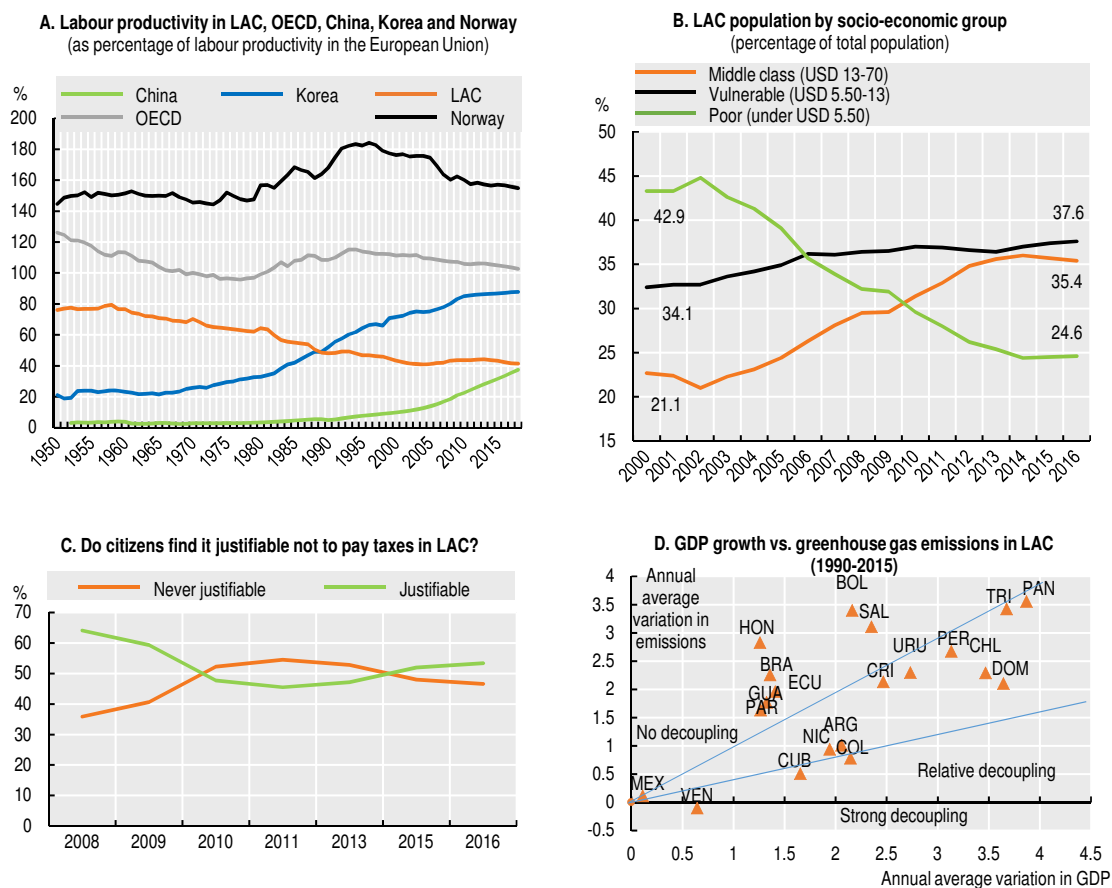 A. Labour productivity in LAC, OECD, China, Korea and Norway
(as percentage of labour productivity in the European Union)
%
China
Korea
LAC
OECD
Norway
200
180
160
140
120
100
80
60
40
20
0
1950
1955
1960
1965
1970
1975
1980
1985
1990
1995
2000
2005
2010
2015
B. LAC population by socio-economic group
(percentage of total population)
Middle class (USD 13-70)
Vulnerable (USD 5.50-13)
Poor (under USD 5.50)
%
50
45
40
35
30
25
20
15
42.9
34.1
21.1
37.6
35.4
24.6
2000
2001
2002
2003
2004
2005
2006
2007
2008
2009
2010
2011
2012
2013
2014
2015
2016
C. Do citizens find it justifiable not to pay taxes in LAC?
%
Never justifiable
Justifiable
70
60
50
40
30
20
10
0
2008
2009
2010
2011
2013
2015
2016
D. GDP growth vs. greenhouse gas emissions in LAC
(1990-2015)
Annual
average
variation in
emissions
4
3.5
3
2.5
2
1.5
1
0.5
0
-0.5
BOL
SAL
TRI
PAN
HON
URU
PER
CHL
BRA
ECU
CRI
DOM
GUA
PAR
ARG
NIC
COL
CUB
MEX
VEN
No decoupling
Relative decoupling
Strong decoupling
0
0.5
1
1.5
2
2.5
3
3.5
4
4.5
Annual average variation in GDP